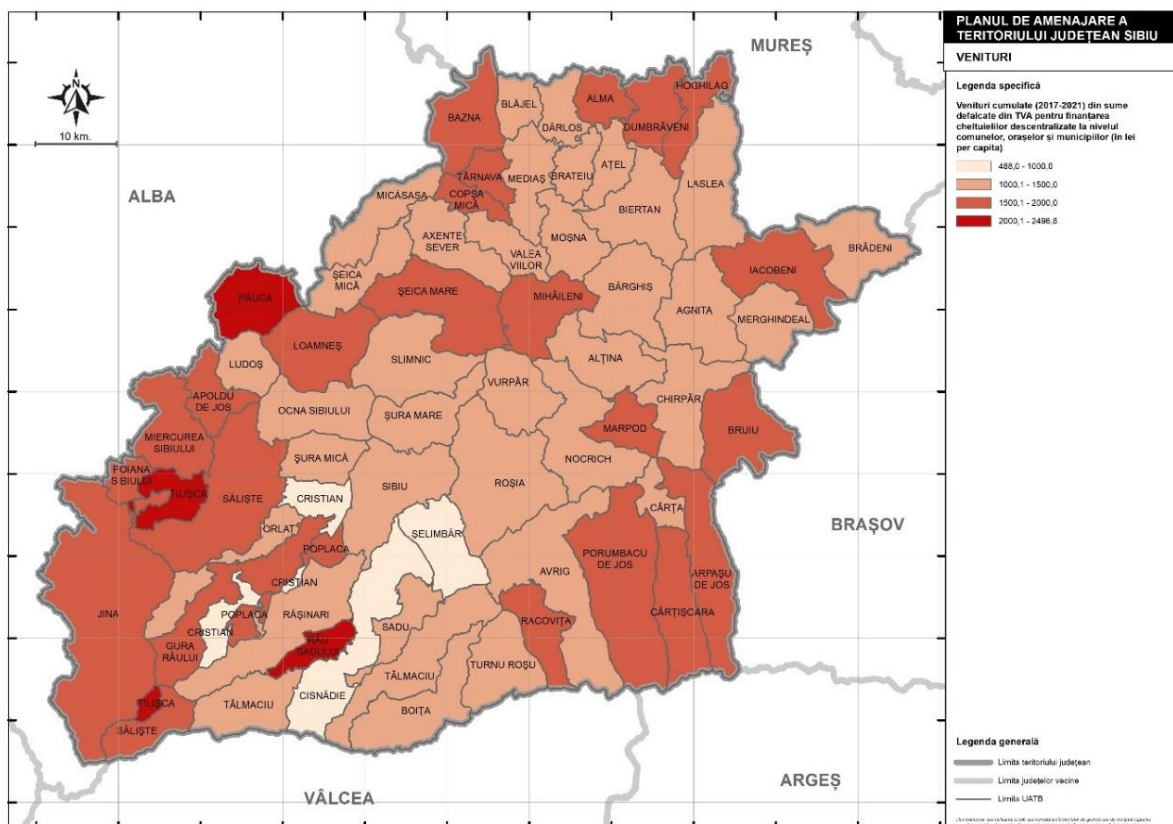 PLANUL DE AMENAJARE A
TERITORIULUI JUDEȚEAN SIBIU
VENITURI
Legenda specifică
Venituri cumulate (2017-2021) din sume
defalcate din TVA pentru finanțarea
cheltuielilor descentralizate la nivelul
comunelor, orașelor și municipiilor (în lei
per capita)
488,0 - 1000,0
1000,1 - 1500,0
1500,1 - 2000,0
2000,1 - 2496,8
MUREȘ
N
10 km.
ALBA
BRAȘOV
ARGEȘ
VÂLCEA
HOGHILAG
BLĂJEL
ALMA
BAZNA
DÂRLOS
DUMBRĂVENI
AȚEL
TÂRNAVA
MEDIAȘ
BRATEIU
LASLEA
MICĂSASA
COPȘA
MICĂ
BIERTAN
AXENTE
SEVER
MOȘNA
BRĂDENI
VALEA
VIILOR
ȘEICA
MICĂ
IACOBENI
BÂRGHIȘ
PĂUCA
ȘEICA MARE
MIHĂILENI
AGNITA
MERGHINDEAL
LOAMNEȘ
SLIMNIC
ALȚINA
LUDOȘ
VURPĂR
APOLDU
DE JOS
CHIRPĂR
OCNA SIBIULUI
ȘURA MARE
MARPOD
BRUIU
MIERCUREA
SIBIULUI
ȘURA MICĂ
NOCRICH
POIANA
SIBIULUI
TILIȘCA
SĂLIȘTE
CRISTIAN
SIBIU
ROȘIA
CÂRȚA
ORLAT
ȘELIMBĂR
POPLACA
PORUMBACU
DE JOS
AVRIG
ARPAȘU
DE JOS
CRISTIAN
JINA
POPLACA
RĂȘINARI
CÂRȚIȘOARA
RACOVIȚA
CRISTIAN
SADU
RÂU
SADULUI
GURA
RÂULUI
TURNU ROȘU
TĂLMACIU
CISNĂDIE
TILIȘCA
TĂLMACIU
BOIȚA
SĂLIȘTE
Legenda generală
Limita teritoriului județean
Limita județelor vecine
Limita UATB